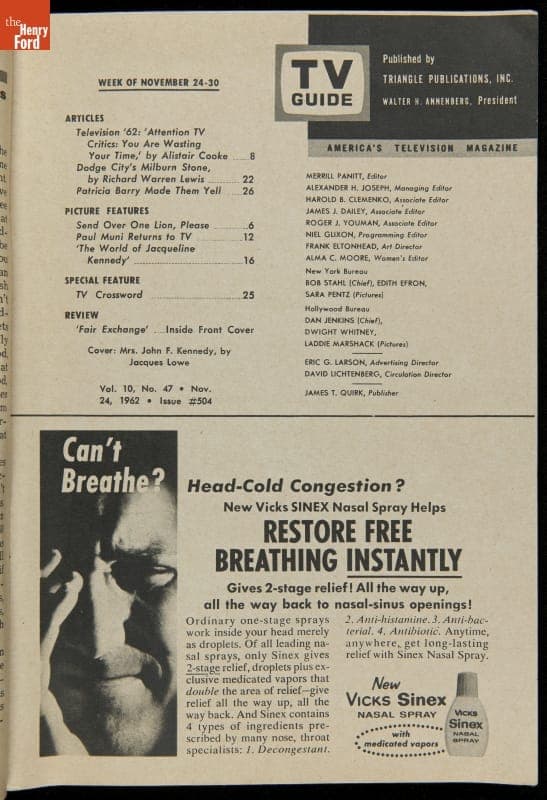 the
Henry
Ford
WEEK OF NOVEMBER 24-30
ARTICLES
Television '62: 'Attention TV
Critics: You Are Wasting
Your Time,' by Alistair Cooke ..... 8
Dodge City's Milburn Stone,
by Richard Warren Lewis ........ 22
Patricia Barry Made Them Yell ... 26
PICTURE FEATURES
Send Over One Lion, Please ........... 6
Paul Muni Returns to TV ............ 12
'The World of Jacqueline
Kennedy' ........................ 16
SPECIAL FEATURE
TV Crossword ........................ 25
REVIEW
'Fair Exchange' ....Inside Front Cover
Cover: Mrs. John F. Kennedy, by
Jacques Lowe
Vol. 10, No. 47 • Nov.
24, 1962 • Issue #504
TV
GUIDE
Published by
TRIANGLE PUBLICATIONS, INC.
WALTER H. ANNENBERG, President
AMERICA'S TELEVISION MAGAZINE
MERRILL PANITT, Editor
ALEXANDER H. JOSEPH, Managing Editor
HAROLD B. CLEMENKO, Associate Editor
JAMES J. DAILEY, Associate Editor
ROGER J. YOUMAN, Associate Editor
NIEL GLIXON, Programming Editor
FRANK ELTONHEAD, Art Director
ALMA C. MOORE, Women's Editor
New York Bureau
BOB STAHL (Chief), EDITH EFRON,
SARA PENTZ (Pictures)
Hollywood Bureau
DAN JENKINS (Chief),
DWIGHT WHITNEY,
LADDIE MARSHACK (Pictures)
ERIC G. LARSON, Advertising Director
DAVID LICHTENBERG, Circulation Director
JAMES T. QUIRK, Publisher
Can't
Breathe?
Head-Cold Congestion?
New Vicks SINEX Nasal Spray Helps
RESTORE FREE
BREATHING INSTANTLY
Gives 2-stage relief! All the way up,
all the way back to nasal-sinus openings!
Ordinary one-stage sprays
work inside your head merely
as droplets. Of all leading na-
sal sprays, only Sinex gives
2-stage relief, droplets plus ex-
clusive medicated vapors that
double the area of relief—give
relief all the way up, all the
way back. And Sinex contains
4 types of ingredients pre-
scribed by many nose, throat
specialists: 1. Decongestant.
2. Anti-histamine. 3. Anti-bac-
terial. 4. Antibiotic. Anytime,
anywhere, get long-lasting
relief with Sinex Nasal Spray.
New
VICKS Sinex
NASAL SPRAY
with
medicated vapors
VICKS
Sinex
NASAL
SPRAY